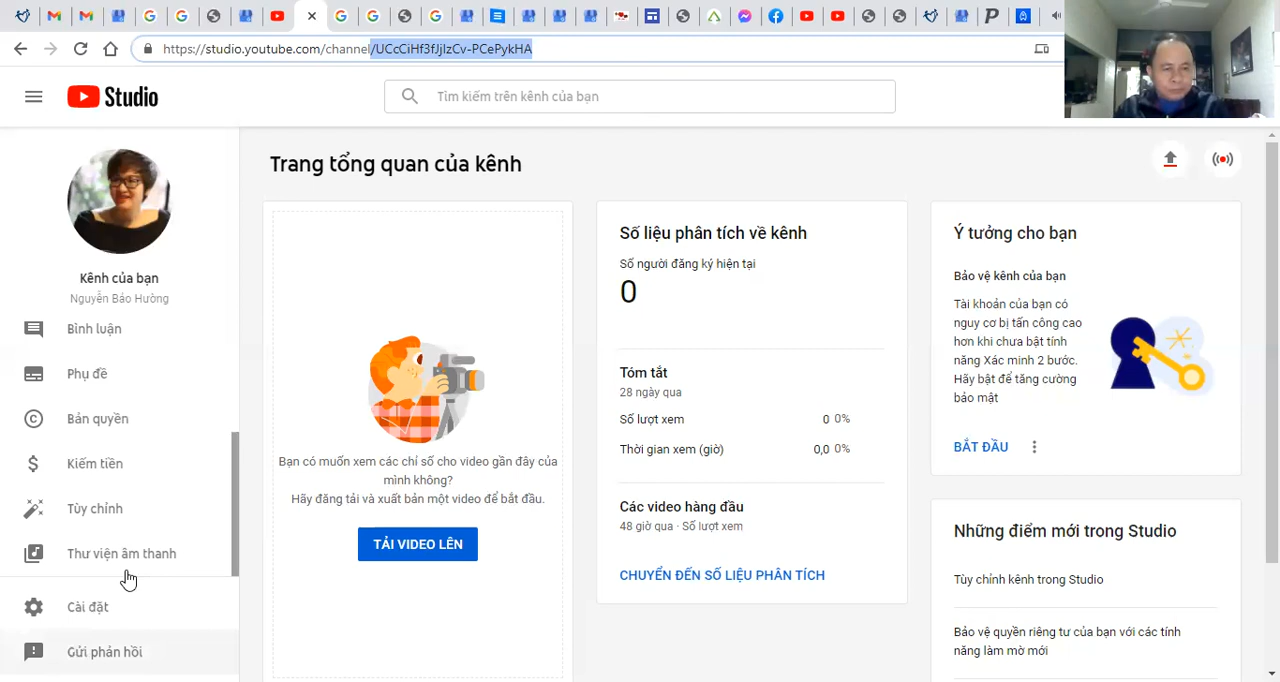 https://studio.youtube.com/channel/UCcCiHf3fJjIzCv-PCePykHA
Studio
Tìm kiếm trên kênh của bạn
Kênh của bạn
Nguyễn Bảo Hường
Bình luận
Phụ đề
Bản quyền
Kiếm tiền
Tùy chỉnh
Thư viện âm thanh
Cài đặt
Gửi phản hồi
Trang tổng quan của kênh
Bạn có muốn xem các chỉ số cho video gần đây của
mình không?
Hãy đăng tải và xuất bản một video để bắt đầu.
TẢI VIDEO LÊN
Số liệu phân tích về kênh
Số người đăng ký hiện tại
0
Tóm tắt
28 ngày qua
Số lượt xem 0 0%
Thời gian xem (giờ) 0,0 0%
Các video hàng đầu
48 giờ qua · Số lượt xem
CHUYỂN ĐẾN SỐ LIỆU PHÂN TÍCH
Ý tưởng cho bạn
Bảo vệ kênh của bạn
Tài khoản của bạn có
nguy cơ bị tấn công cao
hơn khi chưa bật tính
năng Xác minh 2 bước.
Hãy bật để tăng cường
bảo mật
BẮT ĐẦU
Những điểm mới trong Studio
Tùy chỉnh kênh trong Studio
Bảo vệ quyền riêng tư của bạn với các tính
năng làm mờ mới